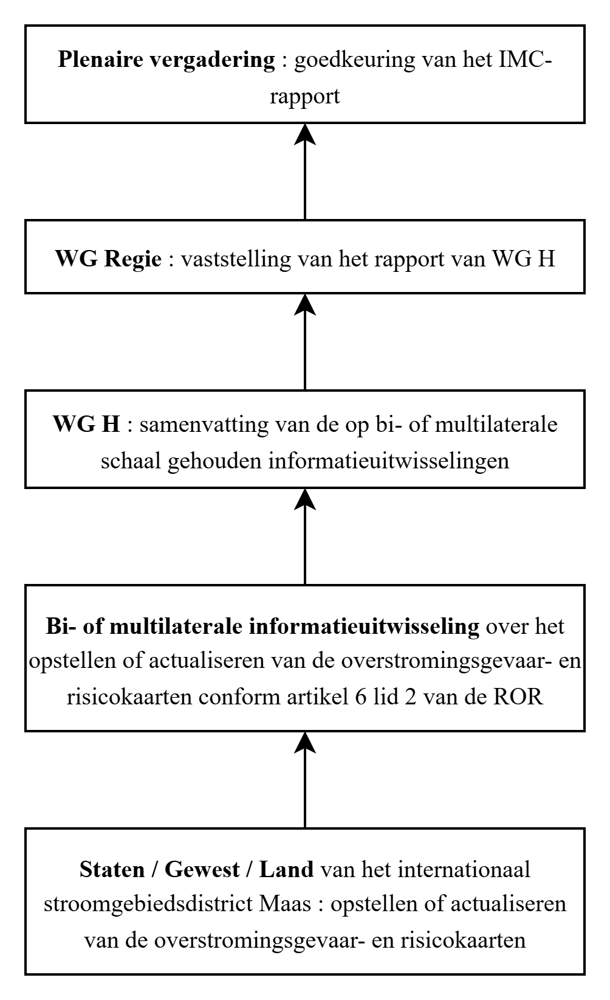 Plenaire vergadering : goedkeuring van het IMC-
rapport
WG Regie : vaststelling van het rapport van WG H
WG H : samenvatting van de op bi- of multilaterale
schaal gehouden informatieuitwisselingen
Bi- of multilaterale informatieuitwisseling over het
opstellen of actualiseren van de overstromingsgevaar- en
risicokaarten conform artikel 6 lid 2 van de ROR
Staten / Gewest / Land van het internationaal
stroomgebiedsdistrict Maas : opstellen of actualiseren
van de overstromingsgevaar- en risicokaarten